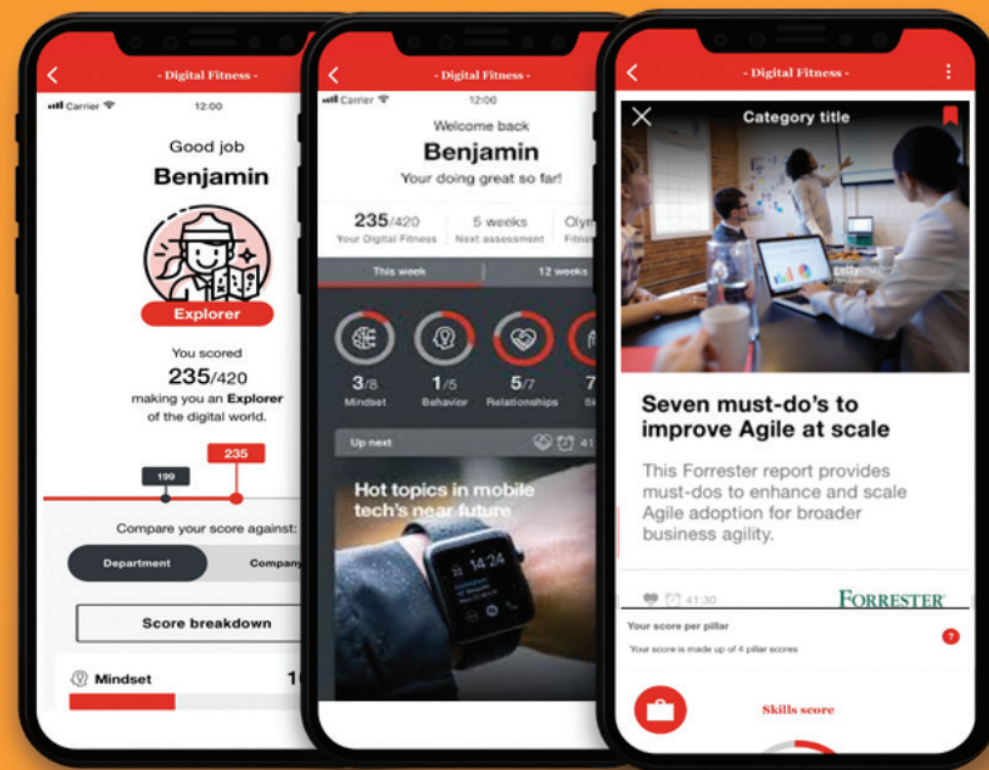 - Digital Fitness -
Carrier
12:00
Good job
Benjamin
Explorer
You scored
235/420
making you an Explorer
of the digital world.
235
199
Compare your score against:
Department
Company
Score breakdown
Mindset
- Digital Fitness -
Carrier
12:00
Welcome back
Benjamin
Your doing great so far!
235/420
Your Digital Fitness
5 weeks
Next assessment
This week
12 weeks
3/8
Mindset
1/5
Behavior
5/7
Relationships
7
Up next
41
Hot topics in mobile
tech's near future
14:24
- Digital Fitness -
Category title
Seven must-do's to
improve Agile at scale
This Forrester report provides
must-dos to enhance and scale
Agile adoption for broader
business agility.
41:30
FORRESTER
Your score per pillar
Your score is made up of 4 pillar scores
?
Skills score